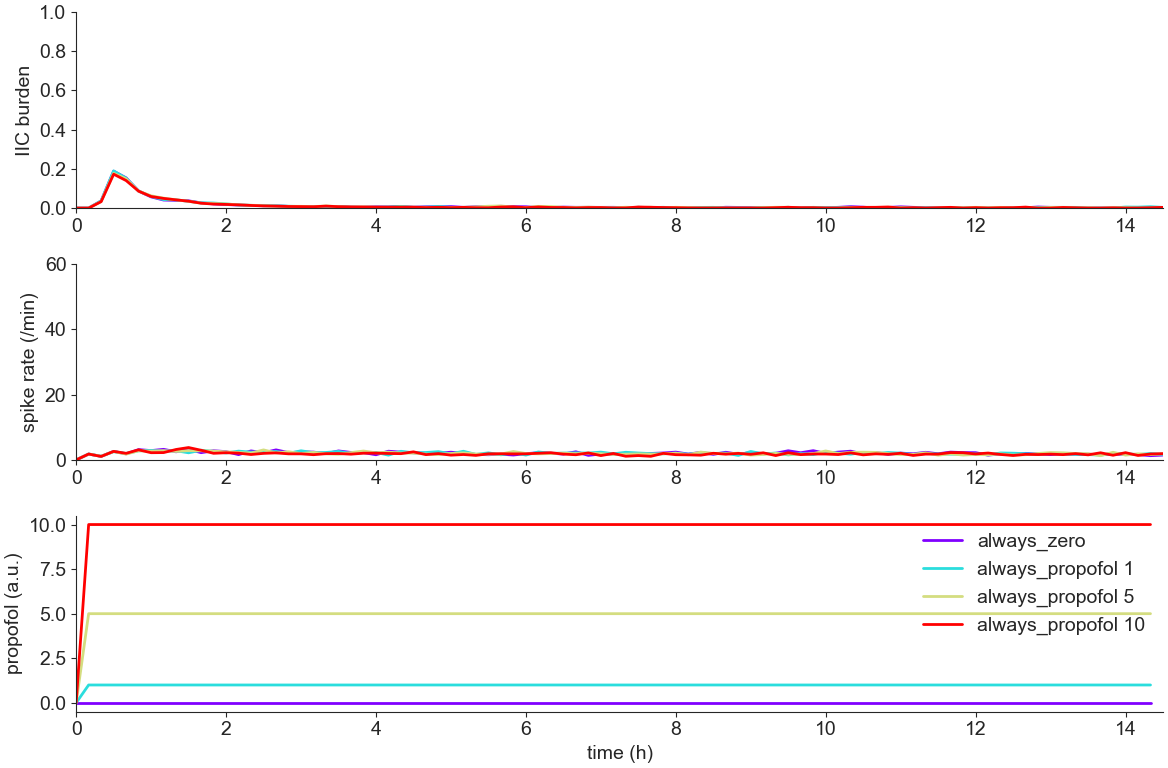 1.0
0.8
0.6
0.4
0.2
0.0
IIC burden
0 2 4 6 8 10 12 14
60
40
20
0
spike rate (/min)
0 2 4 6 8 10 12 14
10.0
7.5
5.0
2.5
0.0
propofol (a.u.)
always_zero
always_propofol 1
always_propofol 5
always_propofol 10
0 2 4 6 8 10 12 14
time (h)